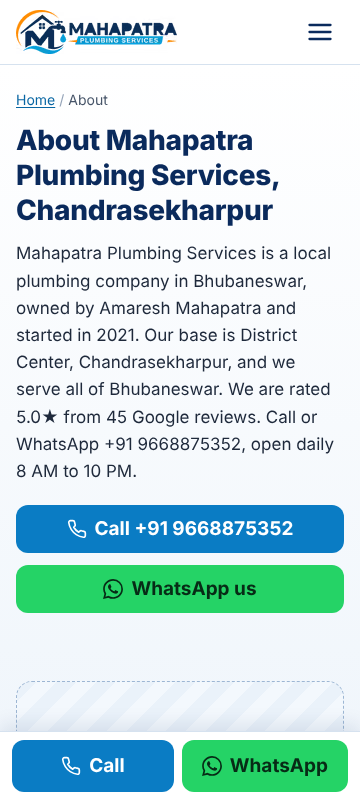 MAHAPATRA
PLUMBING SERVICES
Home / About
About Mahapatra
Plumbing Services,
Chandrasekharpur
Mahapatra Plumbing Services is a local
plumbing company in Bhubaneswar,
owned by Amaresh Mahapatra and
started in 2021. Our base is District
Center, Chandrasekharpur, and we
serve all of Bhubaneswar. We are rated
5.0★ from 45 Google reviews. Call or
WhatsApp +91 9668875352, open daily
8 AM to 10 PM.
Call +91 9668875352
WhatsApp us
Call
WhatsApp